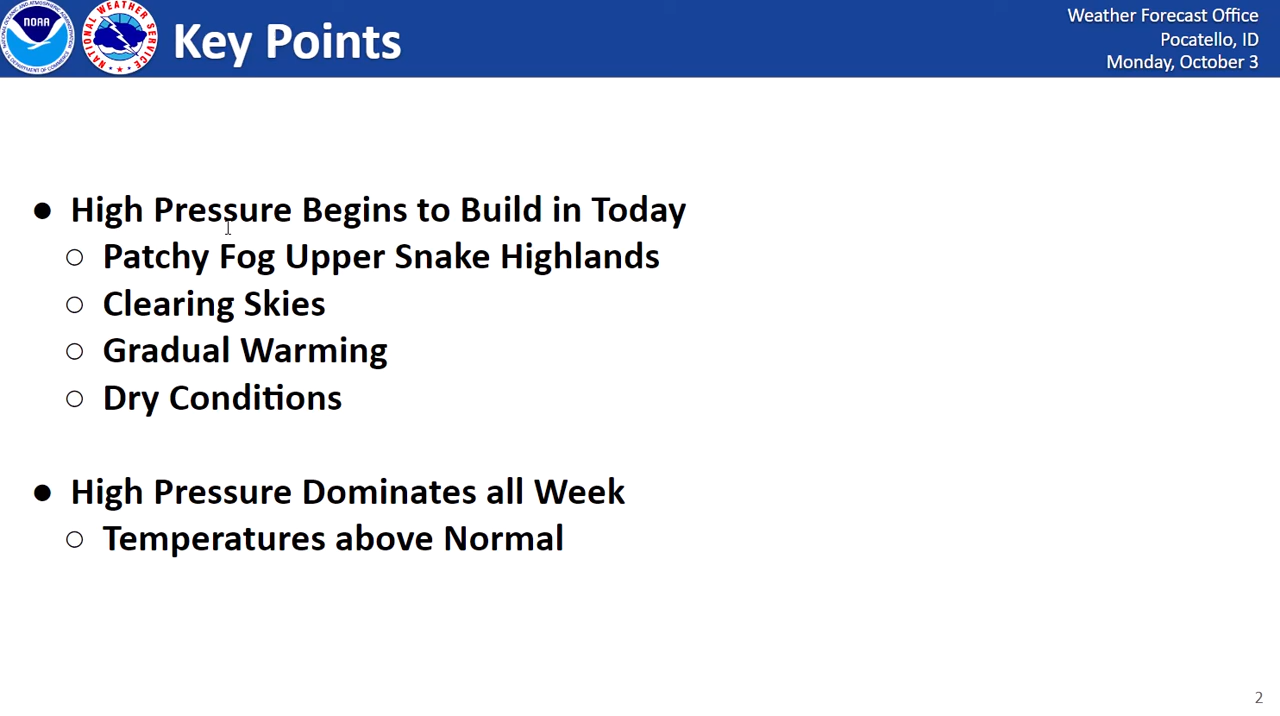 NOAA
NATIONAL WEATHER SERVICE
Key Points
Weather Forecast Office
Pocatello, ID
Monday, October 3
● High Pressure Begins to Build in Today
○ Patchy Fog Upper Snake Highlands
○ Clearing Skies
○ Gradual Warming
○ Dry Conditions
● High Pressure Dominates all Week
○ Temperatures above Normal
2